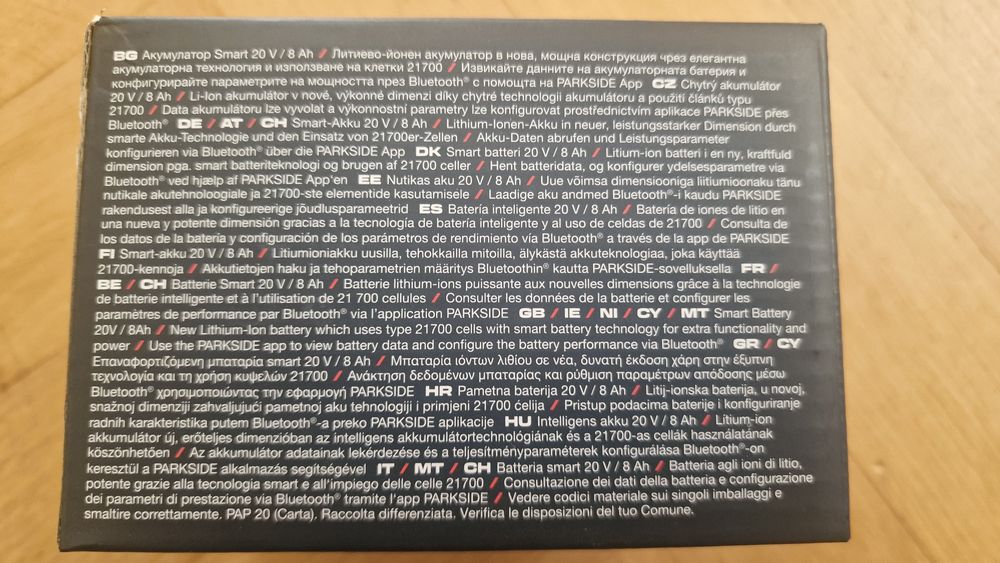 BG Акумулатор Smart 20 V / 8 Ah / Литиево-йонен акумулатор в нова, мощна конструкция чрез елегантна
акумулаторна технология и използване на клетки 21700 / Извикайте данните на акумулаторната батерия и
конфигурирайте параметрите на мощността през Bluetooth® с помощта на PARKSIDE App CZ Chytrý akumulátor
20 V / 8 Ah / Li-Ion akumulátor v nové, výkonné dimenzi díky chytré technologii akumulátoru a použití článků typu
21700 / Data akumulátoru lze vyvolat a výkonnostní parametry lze konfigurovat prostřednictvím aplikace PARKSIDE přes
Bluetooth® DE / AT / CH Smart-Akku 20 V / 8 Ah / Lithium-Ionen-Akku in neuer, leistungsstarker Dimension durch
smarte Akku-Technologie und den Einsatz von 21700er-Zellen / Akku-Daten abrufen und Leistungsparameter
konfigurieren via Bluetooth® über die PARKSIDE App DK Smart batteri 20 V / 8 Ah / Litium-ion batteri i en ny, kraftfuld
dimension pga. smart batteriteknologi og brugen af 21700 celler / Hent batteridata, og konfigurer ydelsesparametre via
Bluetooth® ved hjælp af PARKSIDE App'en EE Nutikas aku 20 V / 8 Ah / Uue võimsa dimensiooniga liitiumioonaku tänu
nutikale akutehnoloogiale ja 21700-ste elementide kasutamisele / Laadige aku andmed Bluetooth®-i kaudu PARKSIDE
rakendusest alla ja konfigureerige jõudlusparameetrid ES Batería inteligente 20 V / 8 Ah / Batería de iones de litio en
una nueva y potente dimensión gracias a la tecnología de batería inteligente y al uso de celdas de 21700 / Consulta de
los datos de la batería y configuración de los parámetros de rendimiento vía Bluetooth® a través de la app de PARKSIDE
FI Smart-akku 20 V / 8 Ah / Litiumioniakku uusilla, tehokkailla mitoilla, älykästä akkuteknologiaa, joka käyttää
21700-kennoja / Akkutietojen haku ja tehoparametrien määritys Bluetoothin® kautta PARKSIDE-sovelluksella FR /
BE / CH Batterie Smart 20 V / 8 Ah / Batterie lithium-ions puissante aux nouvelles dimensions grâce à la technologie
de batterie intelligente et à l'utilisation de 21 700 cellules / Consulter les données de la batterie et configurer les
paramètres de performance par Bluetooth® via l'application PARKSIDE GB / IE / NI / CY / MT Smart Battery
20V / 8Ah / New Lithium-Ion battery which uses type 21700 cells with smart battery technology for extra functionality and
power / Use the PARKSIDE app to view battery data and configure the battery performance via Bluetooth® GR / CY
Επαναφορτιζόμενη μπαταρία smart 20 V / 8 Ah / Μπαταρία ιόντων λιθίου σε νέα, δυνατή έκδοση χάρη στην έξυπνη
τεχνολογία και τη χρήση κυψελών 21700 / Ανάκτηση δεδομένων μπαταρίας και ρύθμιση παραμέτρων απόδοσης μέσω
Bluetooth® χρησιμοποιώντας την εφαρμογή PARKSIDE HR Pametna baterija 20 V / 8 Ah / Litij-ionska baterija, u novoj,
snažnoj dimenziji zahvaljujući pametnoj aku tehnologiji i primjeni 21700 ćelija / Pristup podacima baterije i konfiguriranje
radnih karakteristika putem Bluetooth®-a preko PARKSIDE aplikacije HU Intelligens akku 20 V / 8 Ah / Lítium-ion
akkumulátor új, erőteljes dimenzióban az intelligens akkumulátortechnológiának és a 21700-as cellák használatának
köszönhetően / Az akkumulátor adatainak lekérdezése és a teljesítményparaméterek konfigurálása Bluetooth®-on
keresztül a PARKSIDE alkalmazás segítségével IT / MT / CH Batteria smart 20 V / 8 Ah / Batteria agli ioni di litio,
potente grazie alla tecnologia smart e all'impiego delle celle 21700 / Consultazione dei dati della batteria e configurazione
dei parametri di prestazione via Bluetooth® tramite l'app PARKSIDE / Vedere codici materiale sui singoli imballaggi e
smaltire correttamente. PAP 20 (Carta). Raccolta differenziata. Verifica le disposizioni del tuo Comune.